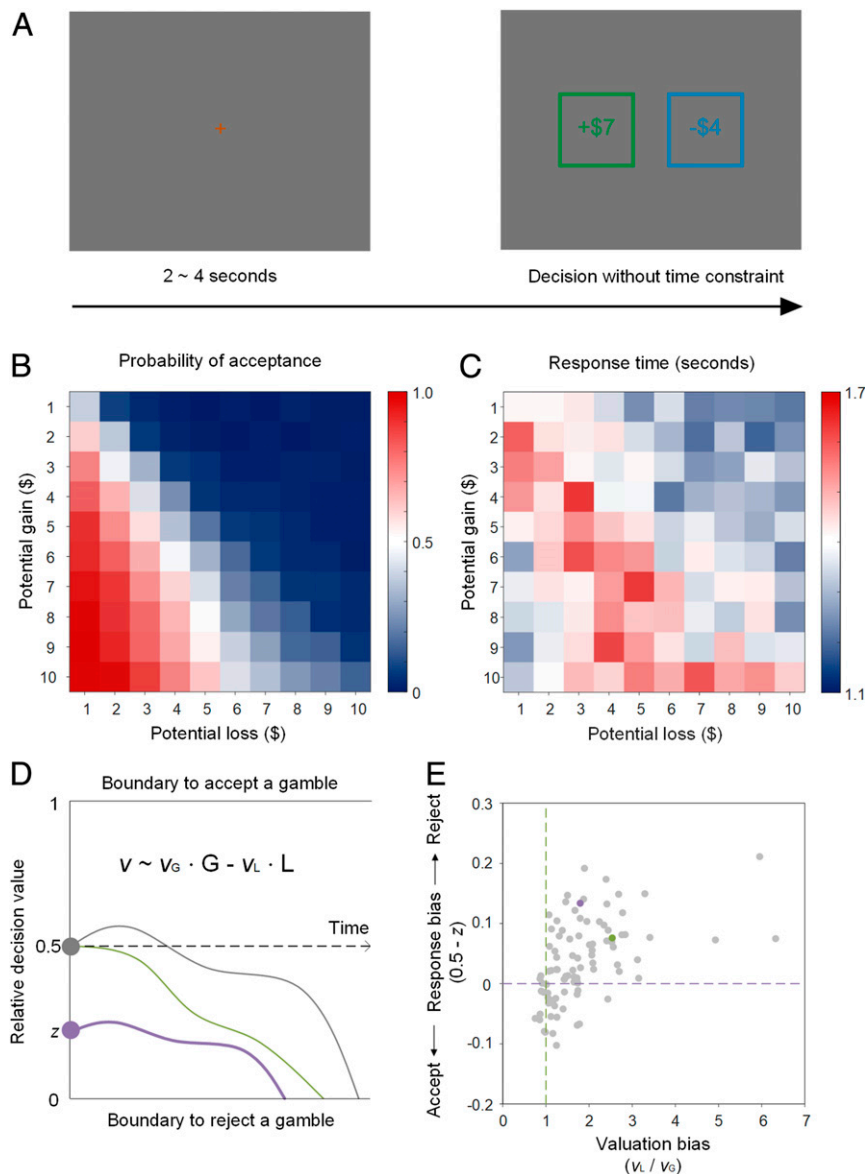 A
+$7
-$4
2 ~ 4 seconds
Decision without time constraint
B
Probability of acceptance
Potential gain ($)
1
2
3
4
5
6
7
8
9
10
1 2 3 4 5 6 7 8 9 10
Potential loss ($)
1.0
0.5
0
C
Response time (seconds)
Potential gain ($)
1
2
3
4
5
6
7
8
9
10
1 2 3 4 5 6 7 8 9 10
Potential loss ($)
1.7
1.1
D
Boundary to accept a gamble
1
v ~ vG · G - vL · L
Time
0.5
z
0
Relative decision value
Boundary to reject a gamble
E
Accept Response bias Reject
(0.5 - z)
0.3
0.2
0.1
0
-0.1
-0.2
0 1 2 3 4 5 6 7
Valuation bias
(vL / vG)